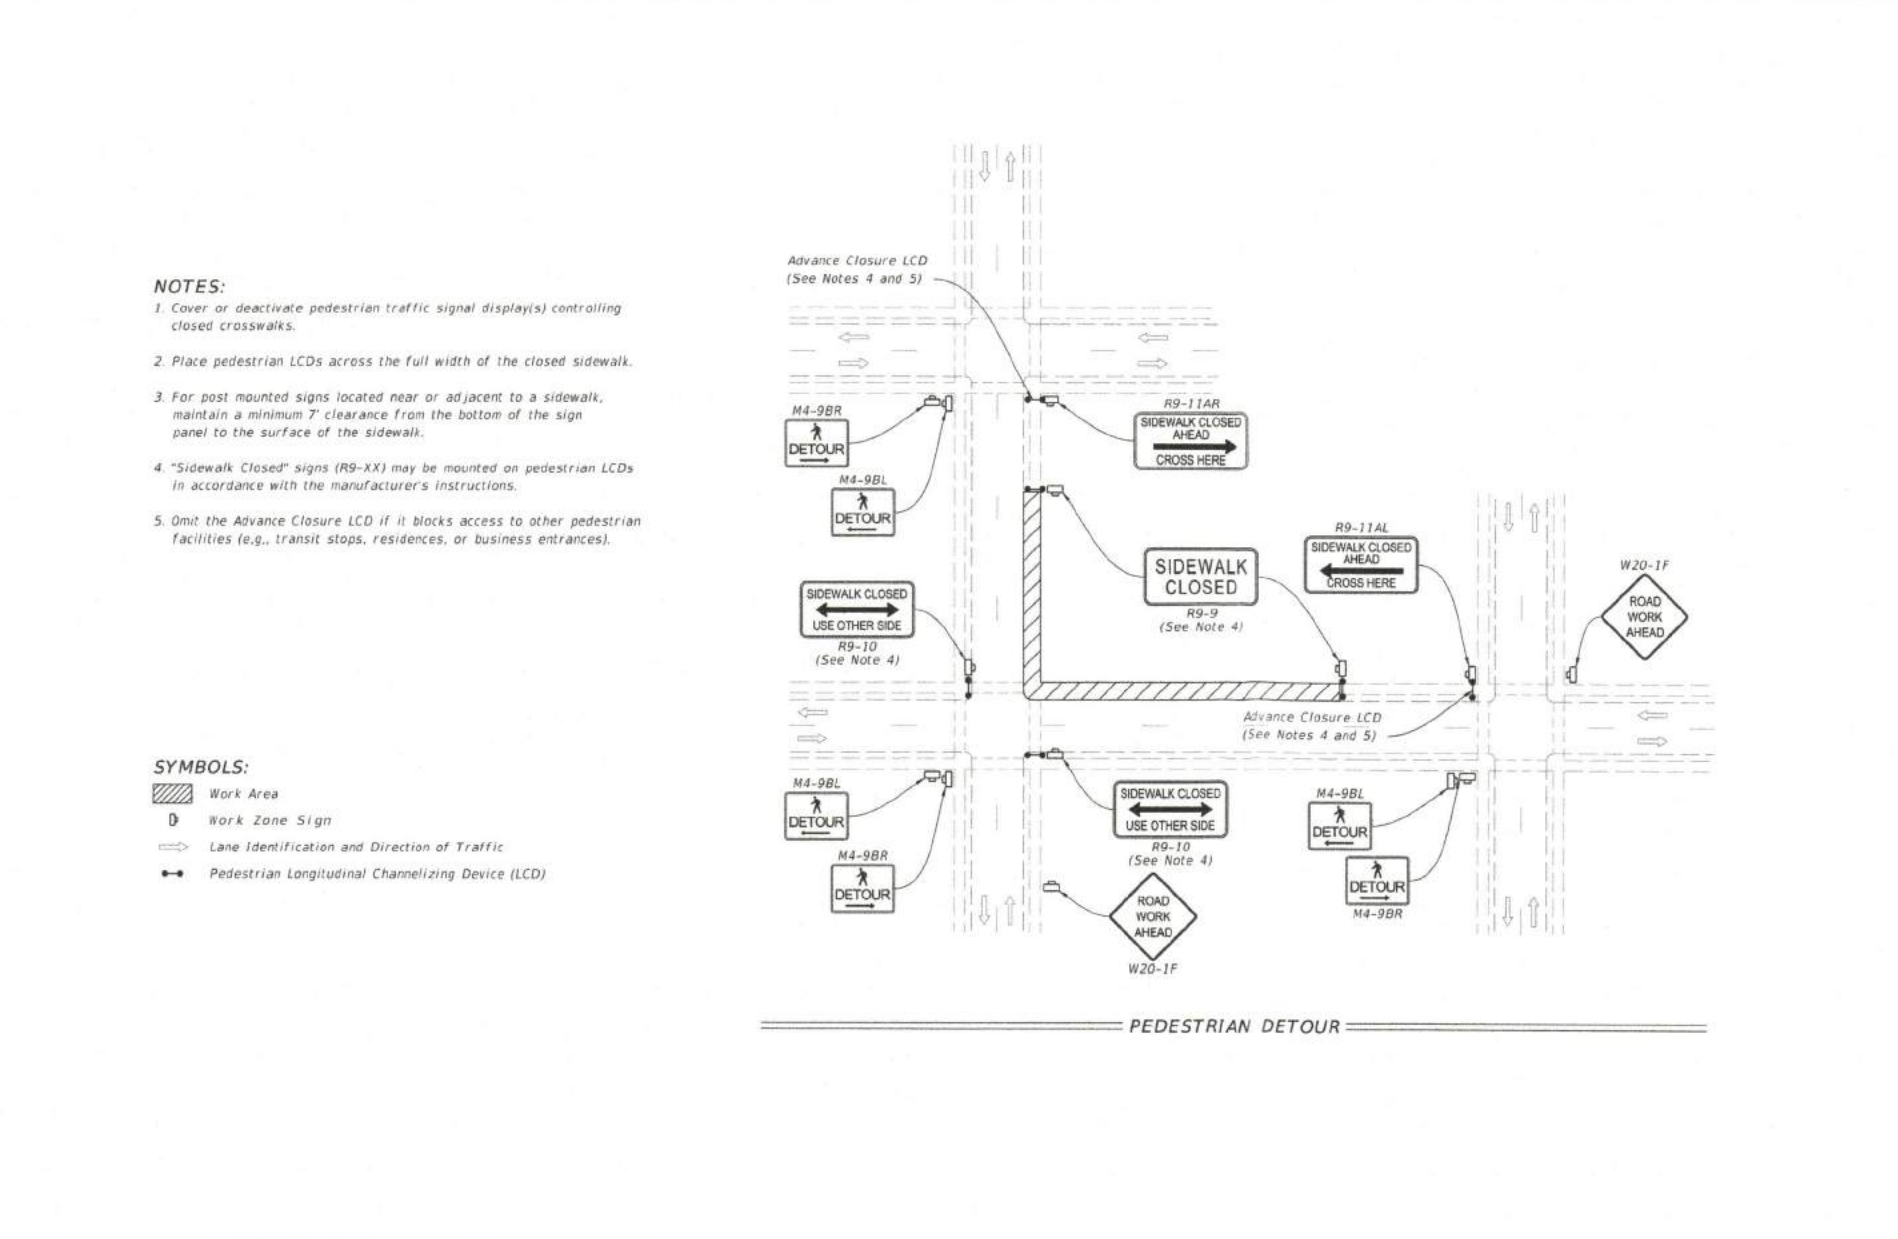 NOTES:
1. Cover or deactivate pedestrian traffic signal display(s) controlling
closed crosswalks.
2. Place pedestrian LCDs across the full width of the closed sidewalk.
3. For post mounted signs located near or adjacent to a sidewalk,
maintain a minimum 7' clearance from the bottom of the sign
panel to the surface of the sidewalk.
4. "Sidewalk Closed" signs (R9-XX) may be mounted on pedestrian LCDs
in accordance with the manufacturer's instructions.
5. Omit the Advance Closure LCD if it blocks access to other pedestrian
facilities (e.g., transit stops, residences, or business entrances).
SYMBOLS:
Work Area
Work Zone Sign
Lane Identification and Direction of Traffic
Pedestrian Longitudinal Channelizing Device (LCD)
Advance Closure LCD
(See Notes 4 and 5)
M4-9BR
DETOUR
M4-9BL
DETOUR
R9-11AR
SIDEWALK CLOSED
AHEAD
CROSS HERE
SIDEWALK
CLOSED
R9-9
(See Note 4)
R9-11AL
SIDEWALK CLOSED
AHEAD
CROSS HERE
W20-1F
ROAD
WORK
AHEAD
SIDEWALK CLOSED
USE OTHER SIDE
R9-10
(See Note 4)
Advance Closure LCD
(See Notes 4 and 5)
M4-9BL
DETOUR
M4-9BR
DETOUR
SIDEWALK CLOSED
USE OTHER SIDE
R9-10
(See Note 4)
M4-9BL
DETOUR
DETOUR
M4-9BR
ROAD
WORK
AHEAD
W20-1F
PEDESTRIAN DETOUR